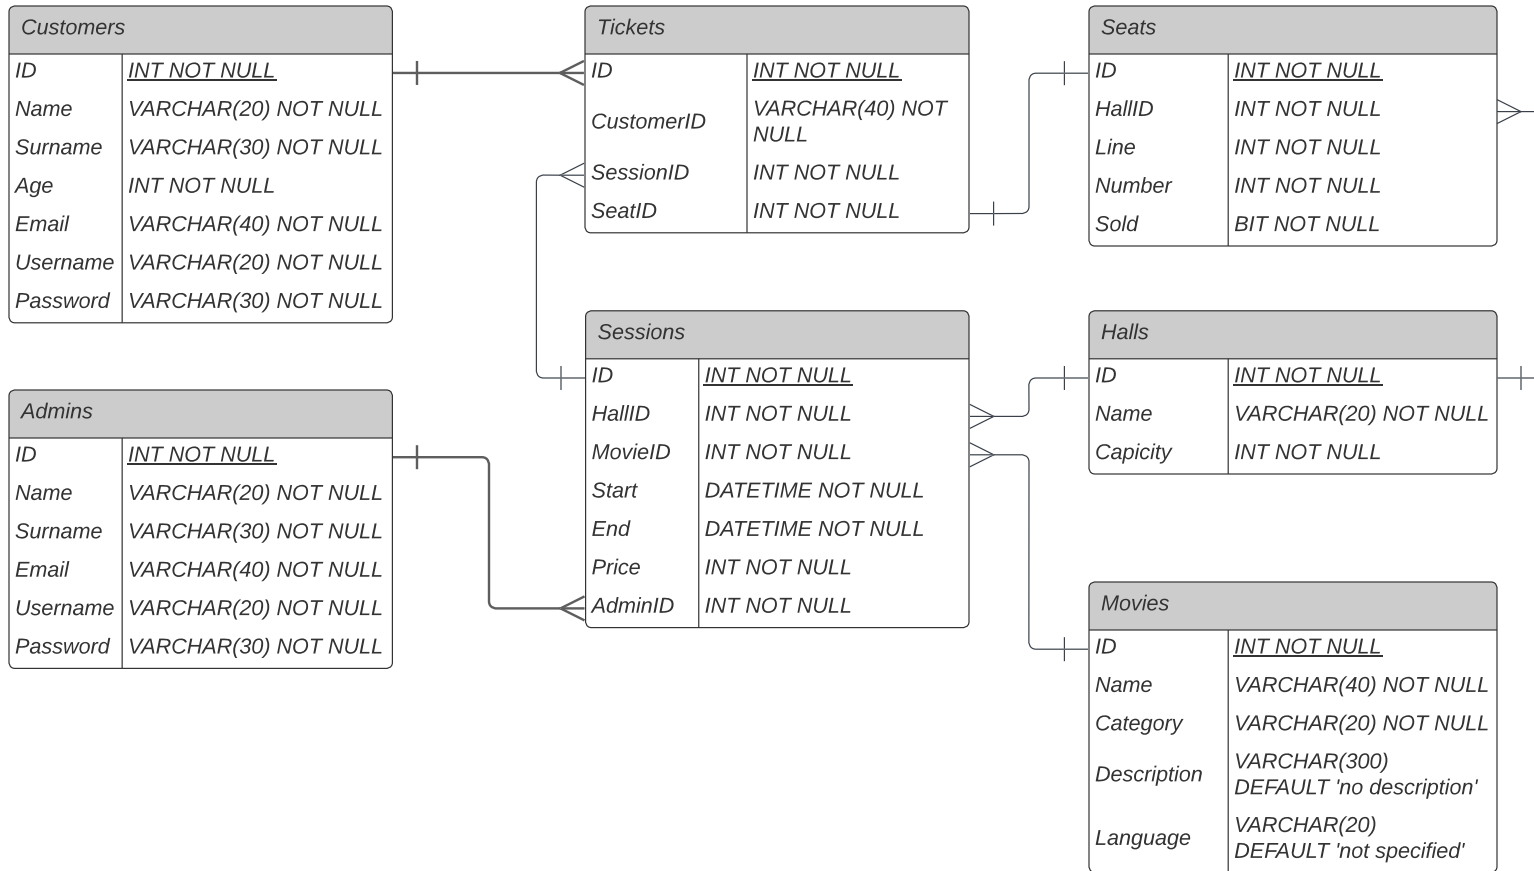 Customers
ID INT NOT NULL
Name VARCHAR(20) NOT NULL
Surname VARCHAR(30) NOT NULL
Age INT NOT NULL
Email VARCHAR(40) NOT NULL
Username VARCHAR(20) NOT NULL
Password VARCHAR(30) NOT NULL
Tickets
ID INT NOT NULL
CustomerID VARCHAR(40) NOT
NULL
SessionID INT NOT NULL
SeatID INT NOT NULL
Seats
ID INT NOT NULL
HallID INT NOT NULL
Line INT NOT NULL
Number INT NOT NULL
Sold BIT NOT NULL
Admins
ID INT NOT NULL
Name VARCHAR(20) NOT NULL
Surname VARCHAR(30) NOT NULL
Email VARCHAR(40) NOT NULL
Username VARCHAR(20) NOT NULL
Password VARCHAR(30) NOT NULL
Sessions
ID INT NOT NULL
HallID INT NOT NULL
MovieID INT NOT NULL
Start DATETIME NOT NULL
End DATETIME NOT NULL
Price INT NOT NULL
AdminID INT NOT NULL
Halls
ID INT NOT NULL
Name VARCHAR(20) NOT NULL
Capicity INT NOT NULL
Movies
ID INT NOT NULL
Name VARCHAR(40) NOT NULL
Category VARCHAR(20) NOT NULL
Description VARCHAR(300)
DEFAULT 'no description'
Language VARCHAR(20)
DEFAULT 'not specified'